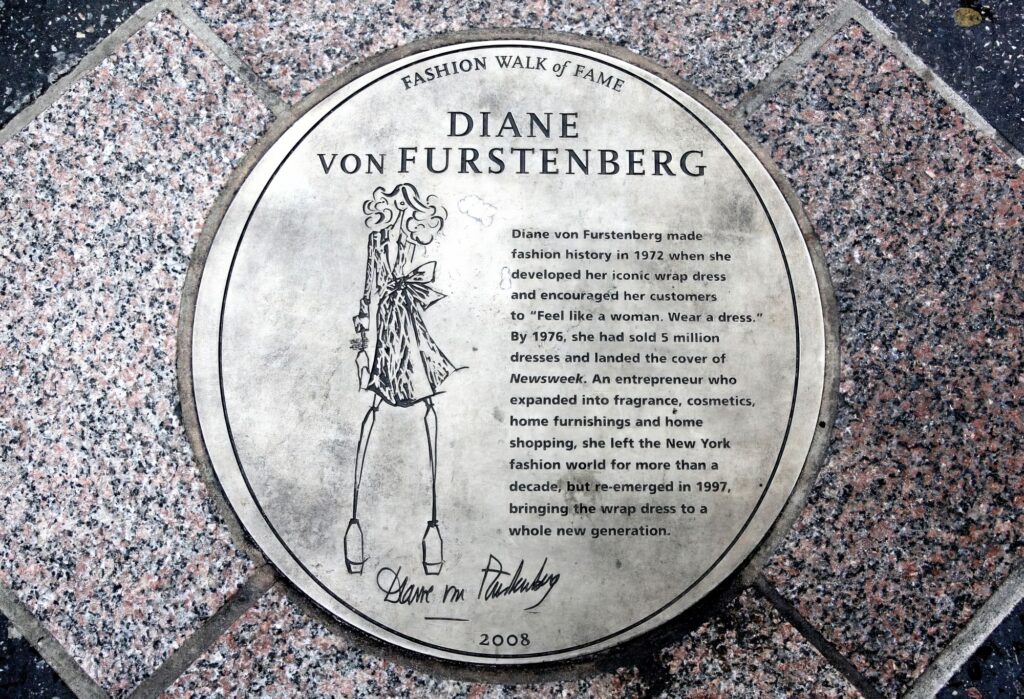 FASHION WALK of FAME
DIANE
VON FURSTENBERG
Diane von Furstenberg made
fashion history in 1972 when she
developed her iconic wrap dress
and encouraged her customers
to “Feel like a woman. Wear a dress.”
By 1976, she had sold 5 million
dresses and landed the cover of
Newsweek. An entrepreneur who
expanded into fragrance, cosmetics,
home furnishings and home
shopping, she left the New York
fashion world for more than a
decade, but re-emerged in 1997,
bringing the wrap dress to a
whole new generation.
Diane von Furstenberg
2008